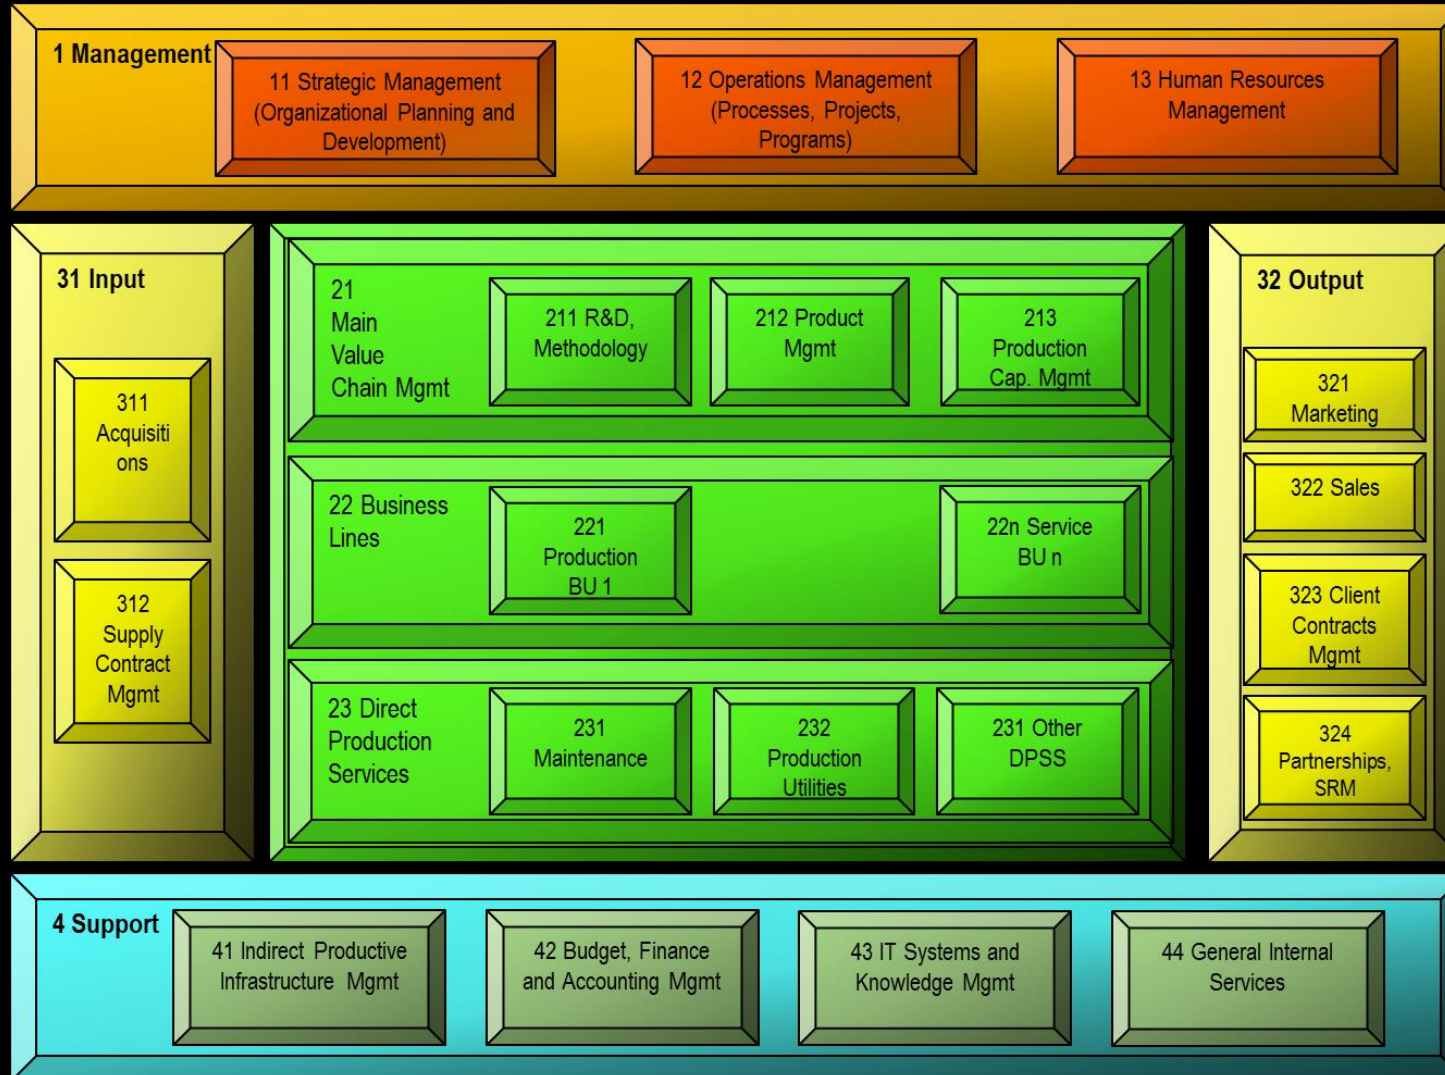 1 Management
11 Strategic Management
(Organizational Planning and
Development)
12 Operations Management
(Processes, Projects,
Programs)
13 Human Resources
Management
31 Input
311
Acquisiti
ons
312
Supply
Contract
Mgmt
21
Main
Value
Chain Mgmt
211 R&D,
Methodology
212 Product
Mgmt
213
Production
Cap. Mgmt
22 Business
Lines
221
Production
BU 1
22n Service
BU n
23 Direct
Production
Services
231
Maintenance
232
Production
Utilities
231 Other
DPSS
32 Output
321
Marketing
322 Sales
323 Client
Contracts
Mgmt
324
Partnerships,
SRM
4 Support
41 Indirect Productive
Infrastructure Mgmt
42 Budget, Finance
and Accounting Mgmt
43 IT Systems and
Knowledge Mgmt
44 General Internal
Services